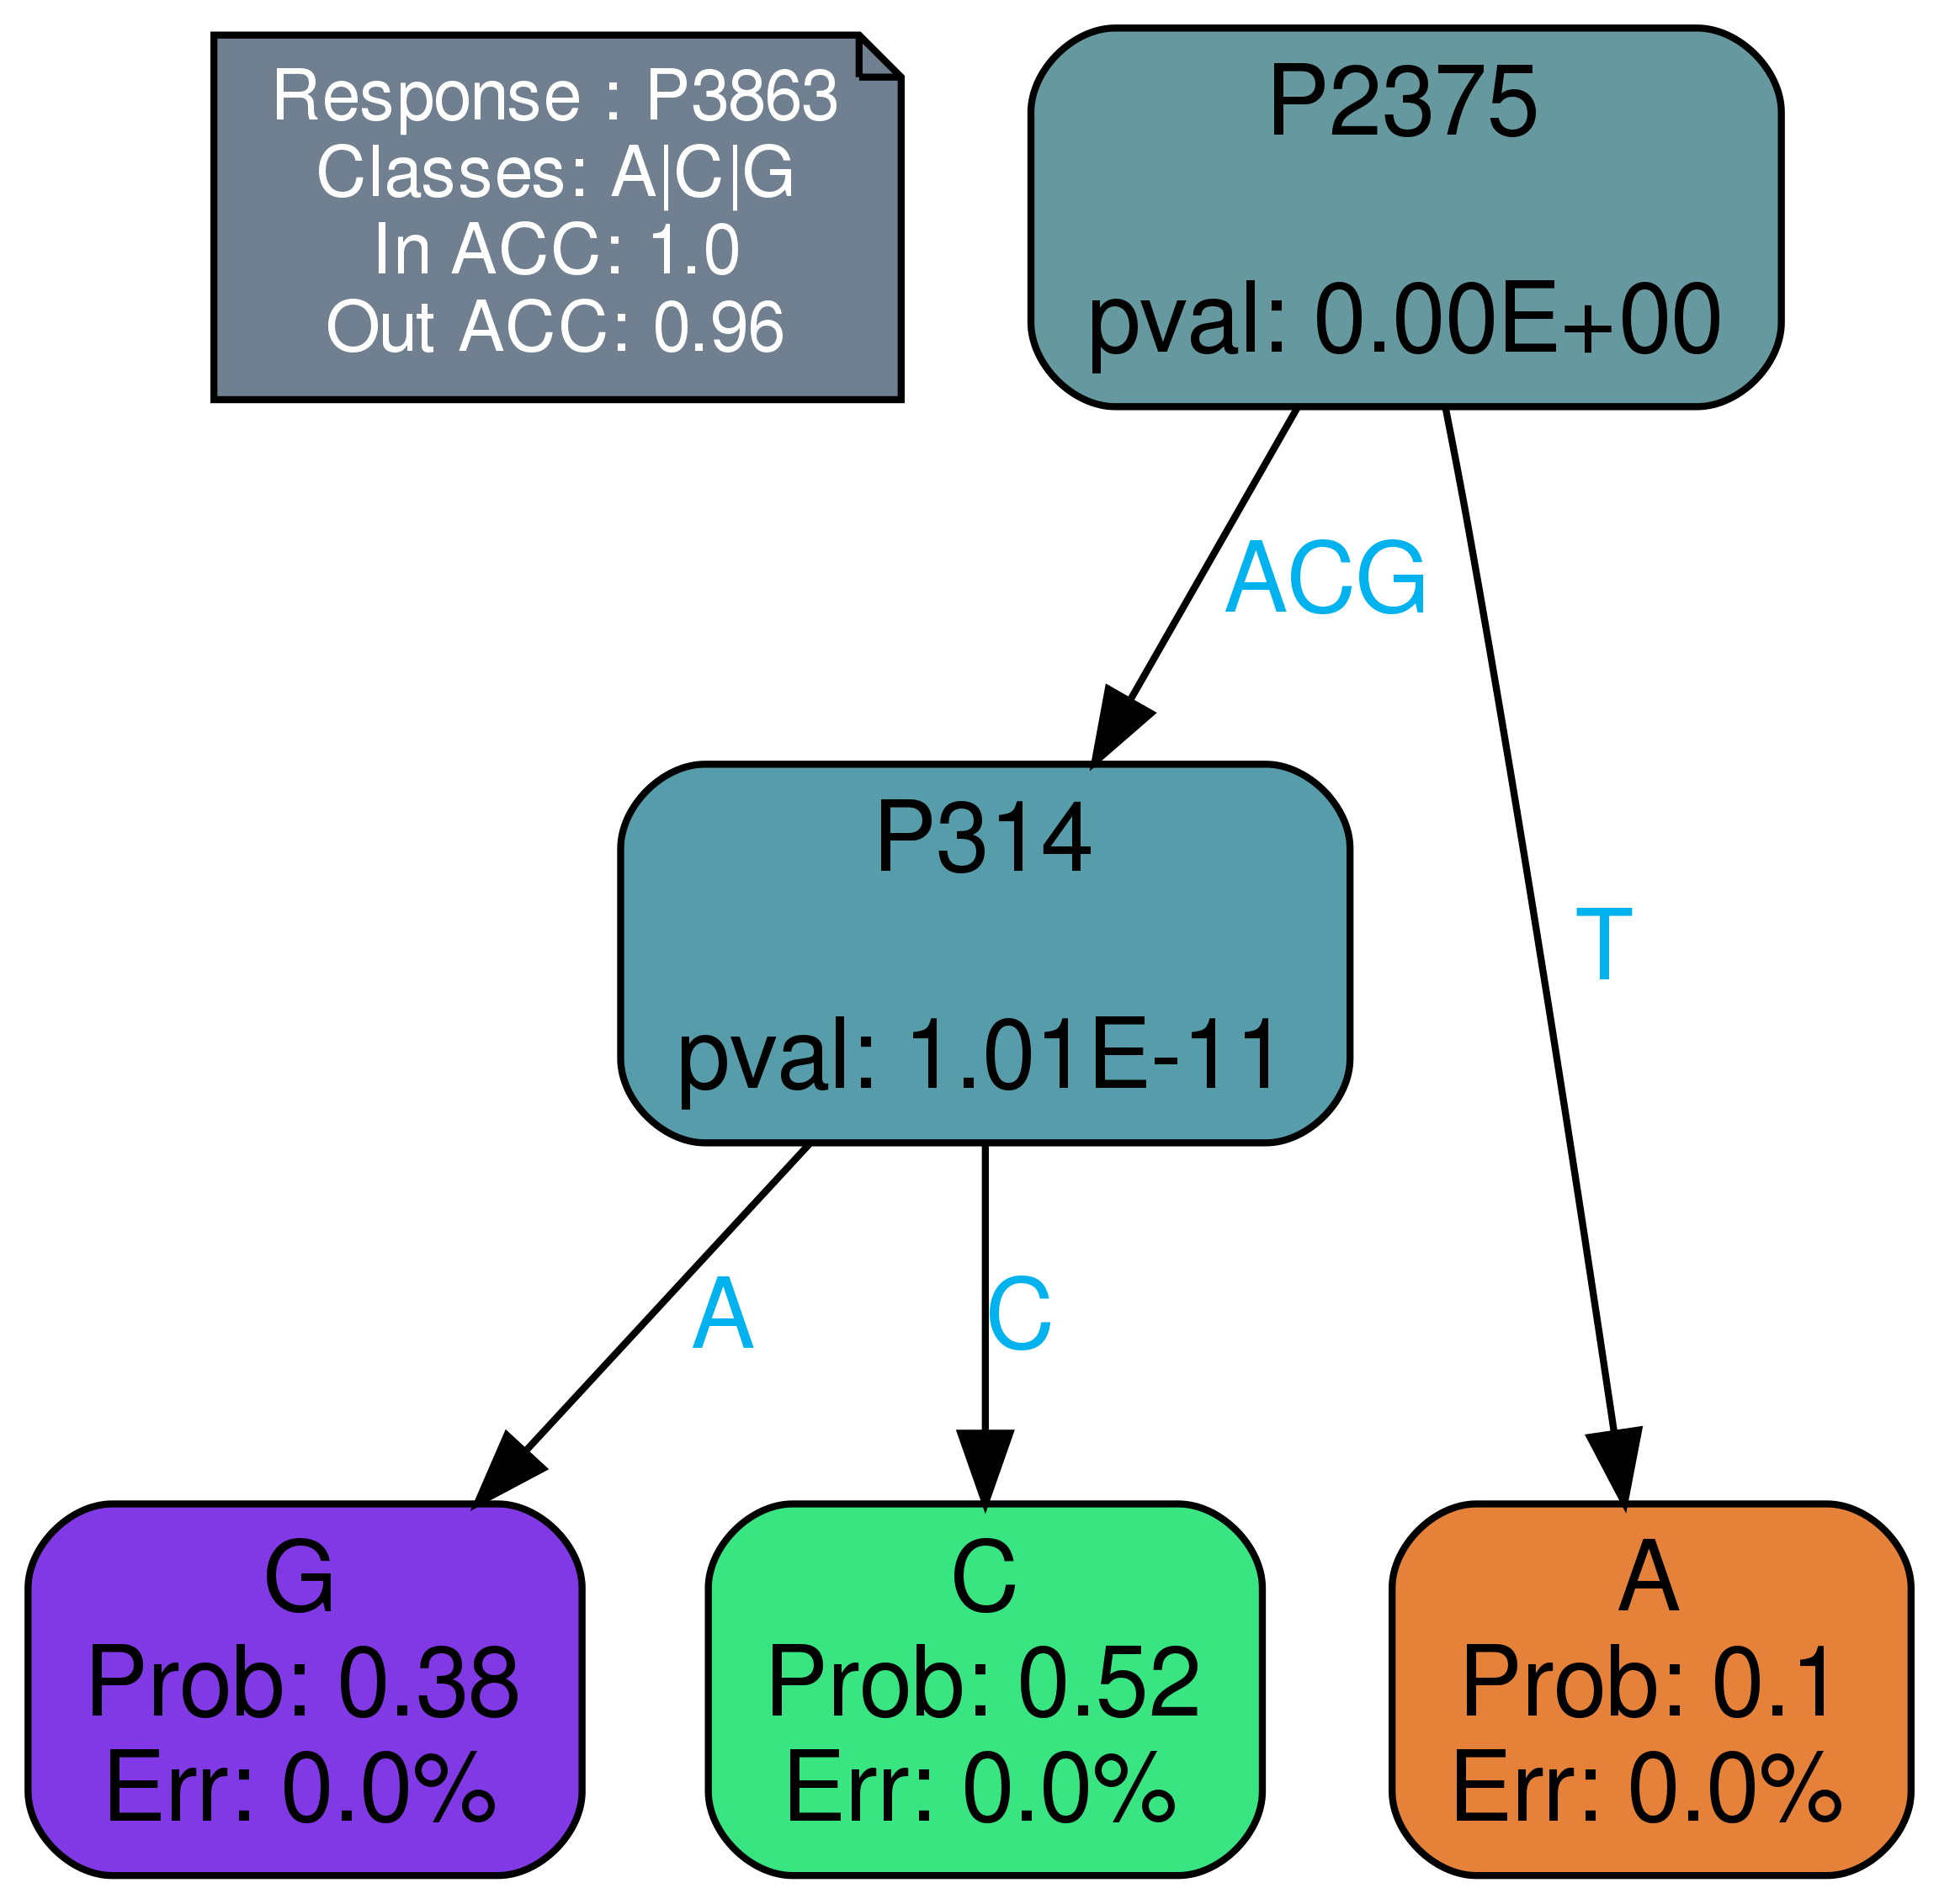 Response : P3863
Classes: A|C|G
In ACC: 1.0
Out ACC: 0.96
P2375
pval: 0.00E+00
ACG
P314
pval: 1.01E-11
T
A
C
G
Prob: 0.38
Err: 0.0%
C
Prob: 0.52
Err: 0.0%
A
Prob: 0.1
Err: 0.0%